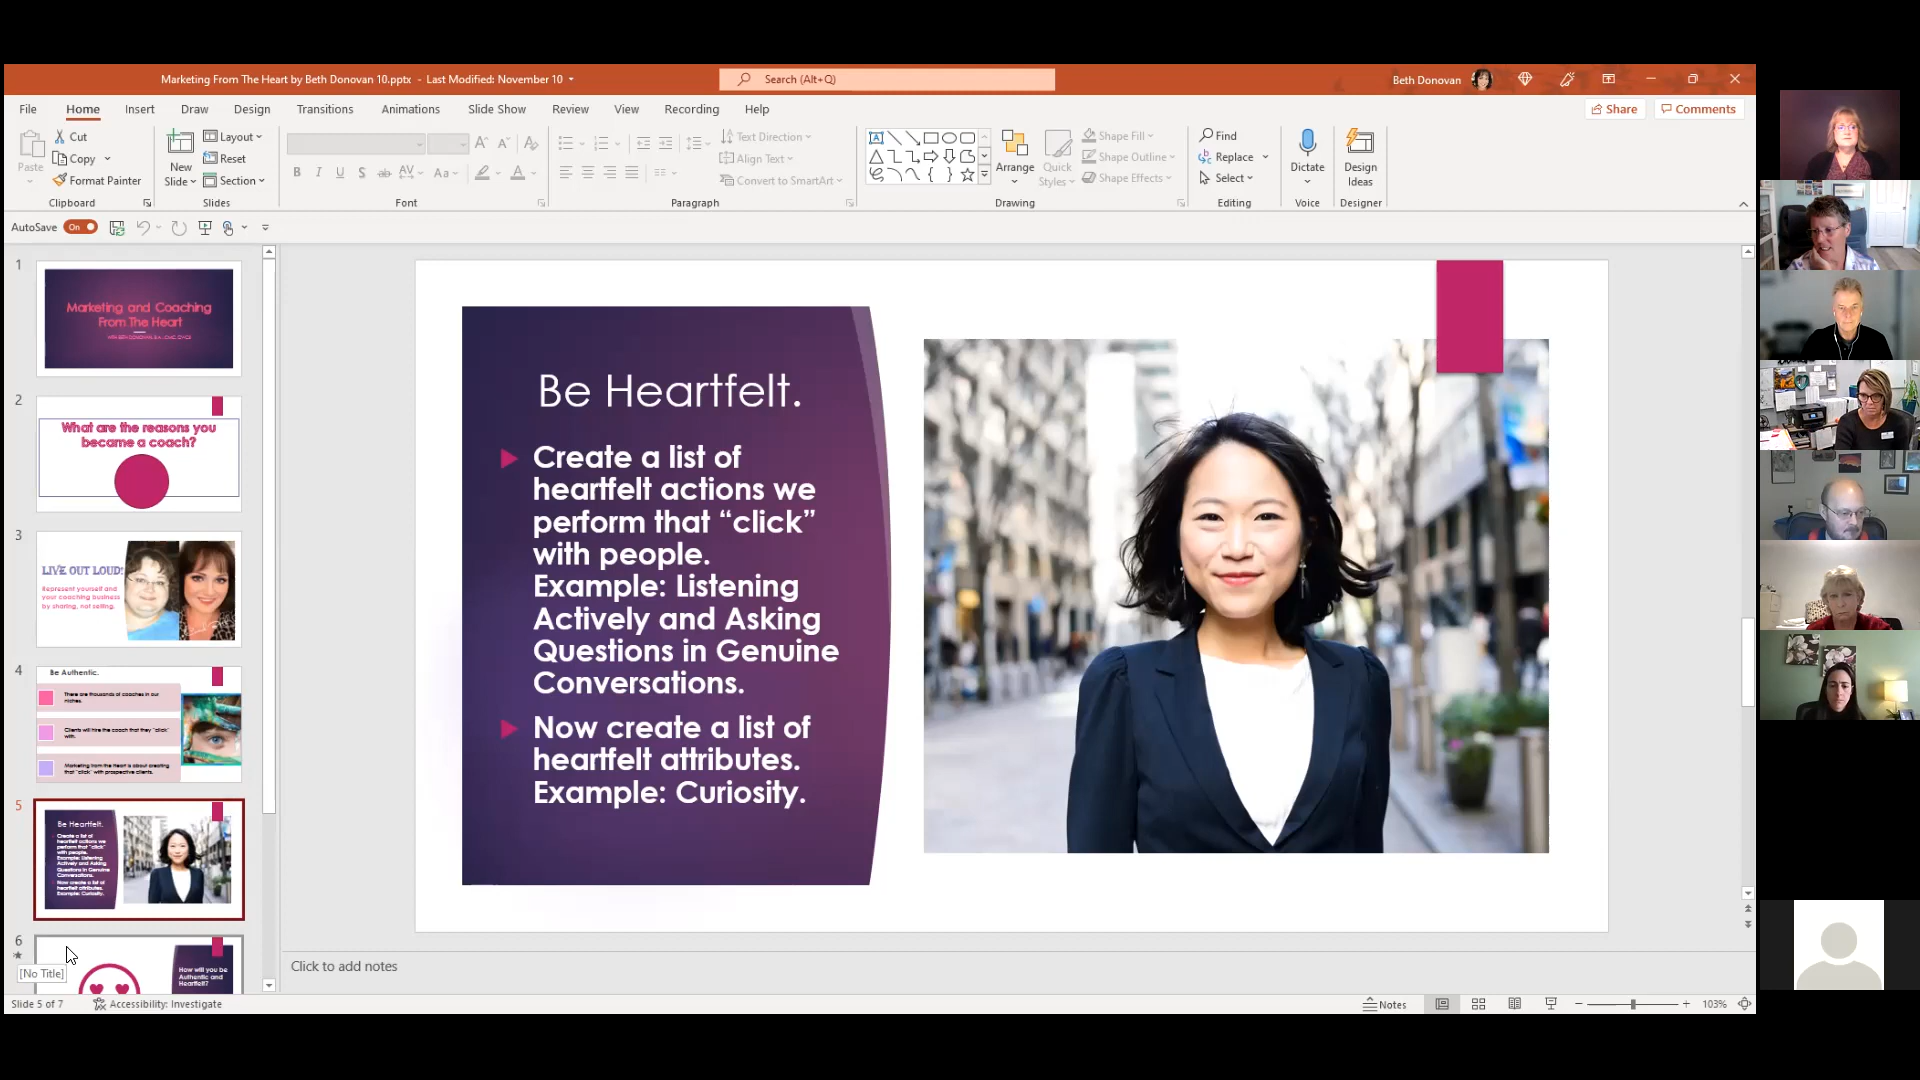 Marketing From The Heart by Beth Donovan 10.pptx - Last Modified: November 10
Search (Alt+Q)
Beth Donovan
File Home Insert Draw Design Transitions Animations Slide Show Review View Recording Help
Share Comments
Paste
Cut
Copy
Format Painter
Clipboard
New Slide
Layout
Reset
Section
Slides
B I U S ab AV Aa A
Font
Text Direction
Align Text
Convert to SmartArt
Paragraph
Arrange
Quick Styles
Shape Fill
Shape Outline
Shape Effects
Drawing
Find
Replace
Select
Editing
Dictate
Voice
Design Ideas
Designer
AutoSave On
1
Marketing and Coaching
From The Heart
2
What are the reasons you
became a coach?
3
LIVE OUT LOUD!
Represent yourself and
your coaching business
by sharing, not selling.
4
Be Authentic.
There are thousands of coaches in our
niches.
Clients will hire the coach that they "click"
with.
Marketing from the Heart is about creating
that "click" with prospective clients.
5
Be Heartfelt.
Create a list of
heartfelt actions we
perform that "click"
with people.
Example: Listening
Actively and Asking
Questions in Genuine
Conversations.
Now create a list of
heartfelt attributes.
Example: Curiosity.
6
[No Title]
How will you be
Authentic and
Heartfelt?
Be Heartfelt.
Create a list of
heartfelt actions we
perform that “click”
with people.
Example: Listening
Actively and Asking
Questions in Genuine
Conversations.
Now create a list of
heartfelt attributes.
Example: Curiosity.
Click to add notes
Slide 5 of 7
Accessibility: Investigate
Notes
103%